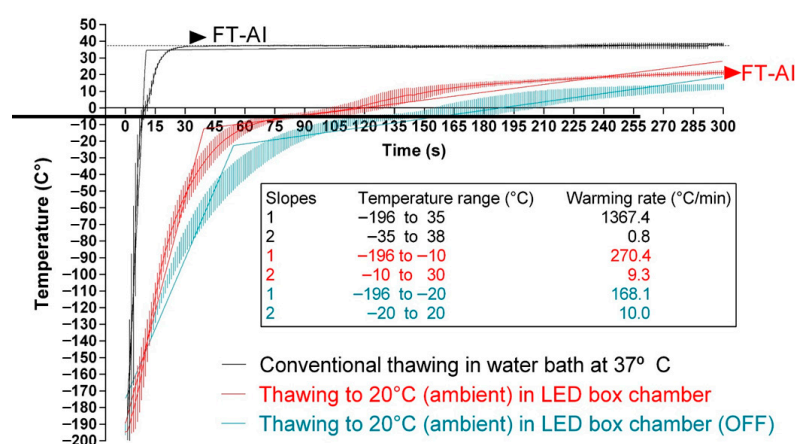 50
40
30
20
10
0
−10
−20
−30
−40
−50
−60
−70
−80
−90
−100
−110
−120
−130
−140
−150
−160
−170
−180
−190
−200
Temperature (C°)
FT-AI
FT-AI
0 15 30 45 60 75 90 105 120 135 150 165 180 195 210 225 240 255 270 285 300
Time (s)
Slopes Temperature range (°C) Warming rate (°C/min)
1 −196 to 35 1367.4
2 −35 to 38 0.8
1 −196 to −10 270.4
2 −10 to 30 9.3
1 −196 to −20 168.1
2 −20 to 20 10.0
Conventional thawing in water bath at 37º C
Thawing to 20°C (ambient) in LED box chamber
Thawing to 20°C (ambient) in LED box chamber (OFF)